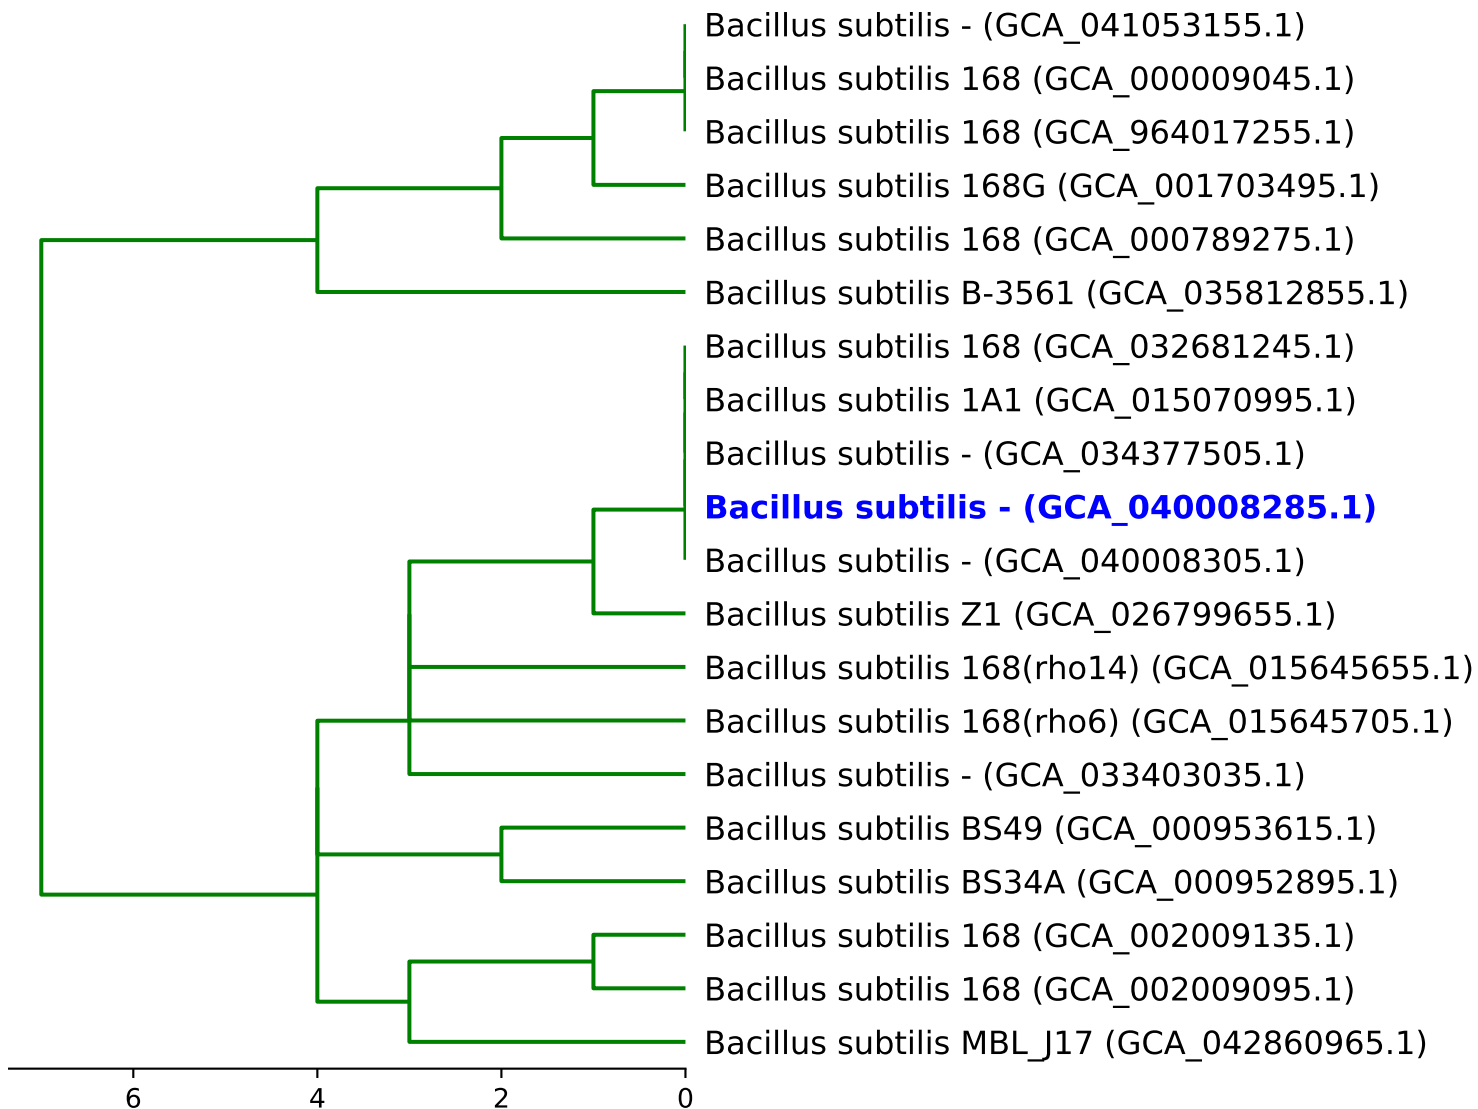 Bacillus subtilis - (GCA_041053155.1)
Bacillus subtilis 168 (GCA_000009045.1)
Bacillus subtilis 168 (GCA_964017255.1)
Bacillus subtilis 168G (GCA_001703495.1)
Bacillus subtilis 168 (GCA_000789275.1)
Bacillus subtilis B-3561 (GCA_035812855.1)
Bacillus subtilis 168 (GCA_032681245.1)
Bacillus subtilis 1A1 (GCA_015070995.1)
Bacillus subtilis - (GCA_034377505.1)
Bacillus subtilis - (GCA_040008285.1)
Bacillus subtilis - (GCA_040008305.1)
Bacillus subtilis Z1 (GCA_026799655.1)
Bacillus subtilis 168(rho14) (GCA_015645655.1)
Bacillus subtilis 168(rho6) (GCA_015645705.1)
Bacillus subtilis - (GCA_033403035.1)
Bacillus subtilis BS49 (GCA_000953615.1)
Bacillus subtilis BS34A (GCA_000952895.1)
Bacillus subtilis 168 (GCA_002009135.1)
Bacillus subtilis 168 (GCA_002009095.1)
Bacillus subtilis MBL_J17 (GCA_042860965.1)
6 4 2 0